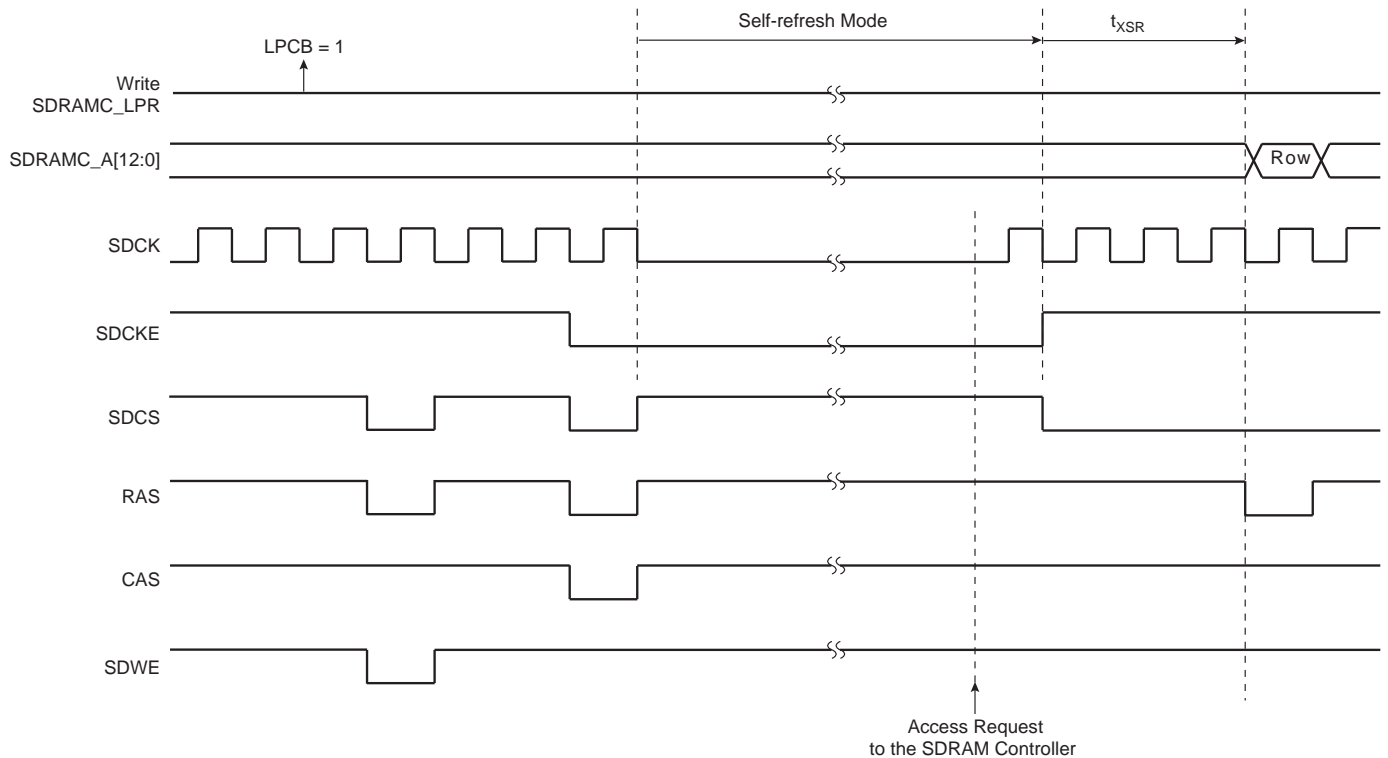 Self-refresh Mode
tXSR
LPCB = 1
Write
SDRAMC_LPR
SDRAMC_A[12:0]
Row
SDCK
SDCKE
SDCS
RAS
CAS
SDWE
Access Request
to the SDRAM Controller